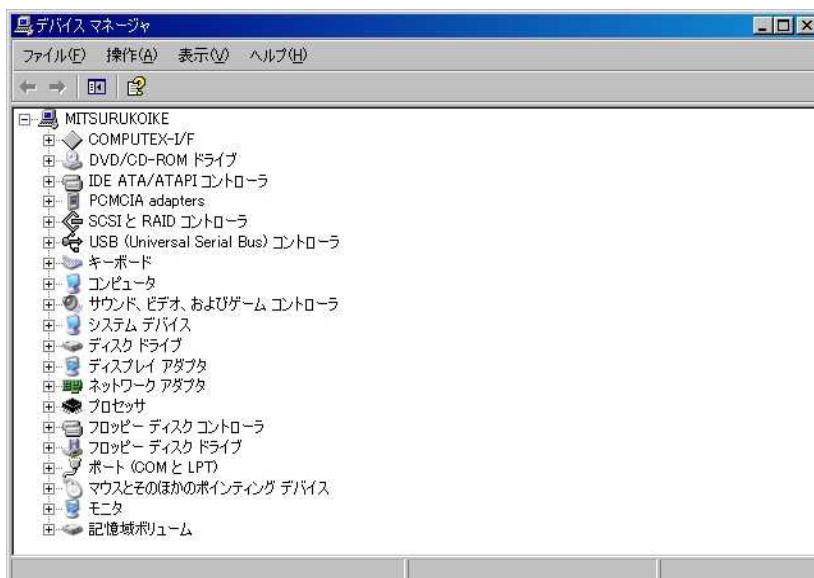 デバイス マネージャ
ファイル(F) 操作(A) 表示(V) ヘルプ(H)
MITSURUKOIKE
COMPUTEX-I/F
DVD/CD-ROM ドライブ
IDE ATA/ATAPI コントローラ
PCMCIA adapters
SCSI と RAID コントローラ
USB (Universal Serial Bus) コントローラ
キーボード
コンピュータ
サウンド、ビデオ、およびゲーム コントローラ
システム デバイス
ディスク ドライブ
ディスプレイ アダプタ
ネットワーク アダプタ
プロセッサ
フロッピー ディスク コントローラ
フロッピー ディスク ドライブ
ポート (COM と LPT)
マウスとそのほかのポインティング デバイス
モニタ
記憶域ボリューム